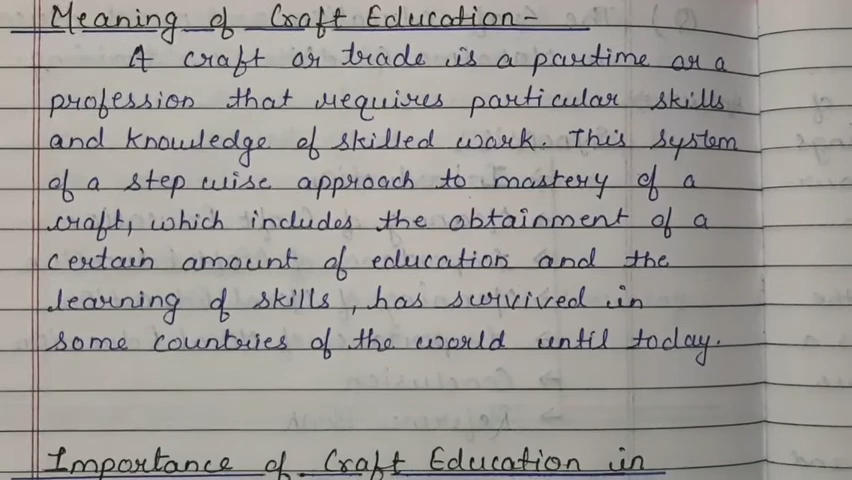 Meaning of Craft Education -
A craft or trade is a partime or a
profession that requires particular skills
and knowledge of skilled work. This system
of a step wise approach to mastery of a
craft, which includes the obtainment of a
certain amount of education and the
learning of skills, has survived in
some countries of the world until today.
Importance of Craft Education in